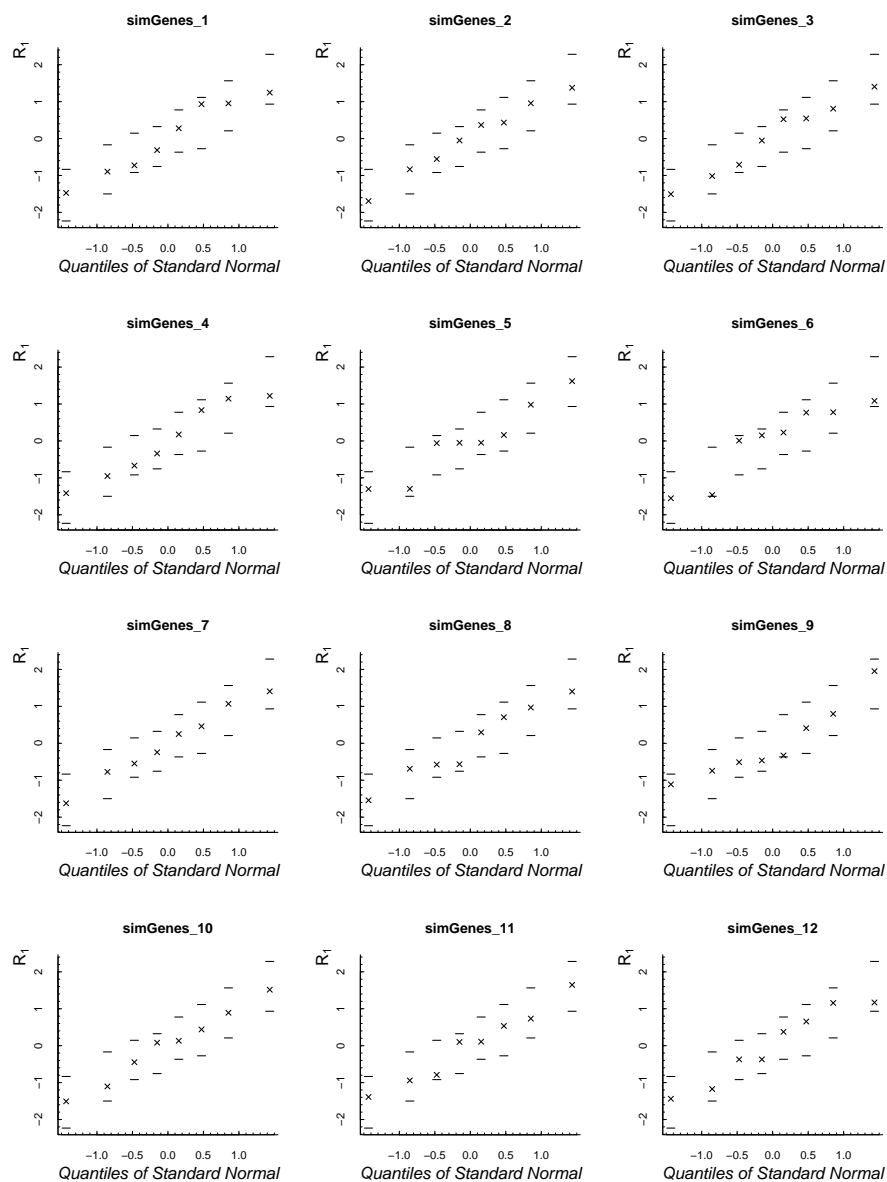 simGenes_1
simGenes_2
simGenes_3
R1
R1
R1
2
1
0
−1
−2
2
1
0
−1
−2
2
1
0
−1
−2
−1.0 −0.5 0.0 0.5 1.0
−1.0 −0.5 0.0 0.5 1.0
−1.0 −0.5 0.0 0.5 1.0
Quantiles of Standard Normal
Quantiles of Standard Normal
Quantiles of Standard Normal
simGenes_4
simGenes_5
simGenes_6
R1
R1
R1
2
1
0
−1
−2
2
1
0
−1
−2
2
1
0
−1
−2
−1.0 −0.5 0.0 0.5 1.0
−1.0 −0.5 0.0 0.5 1.0
−1.0 −0.5 0.0 0.5 1.0
Quantiles of Standard Normal
Quantiles of Standard Normal
Quantiles of Standard Normal
simGenes_7
simGenes_8
simGenes_9
R1
R1
R1
2
1
0
−1
−2
2
1
0
−1
−2
2
1
0
−1
−2
−1.0 −0.5 0.0 0.5 1.0
−1.0 −0.5 0.0 0.5 1.0
−1.0 −0.5 0.0 0.5 1.0
Quantiles of Standard Normal
Quantiles of Standard Normal
Quantiles of Standard Normal
simGenes_10
simGenes_11
simGenes_12
R1
R1
R1
2
1
0
−1
−2
2
1
0
−1
−2
2
1
0
−1
−2
−1.0 −0.5 0.0 0.5 1.0
−1.0 −0.5 0.0 0.5 1.0
−1.0 −0.5 0.0 0.5 1.0
Quantiles of Standard Normal
Quantiles of Standard Normal
Quantiles of Standard Normal